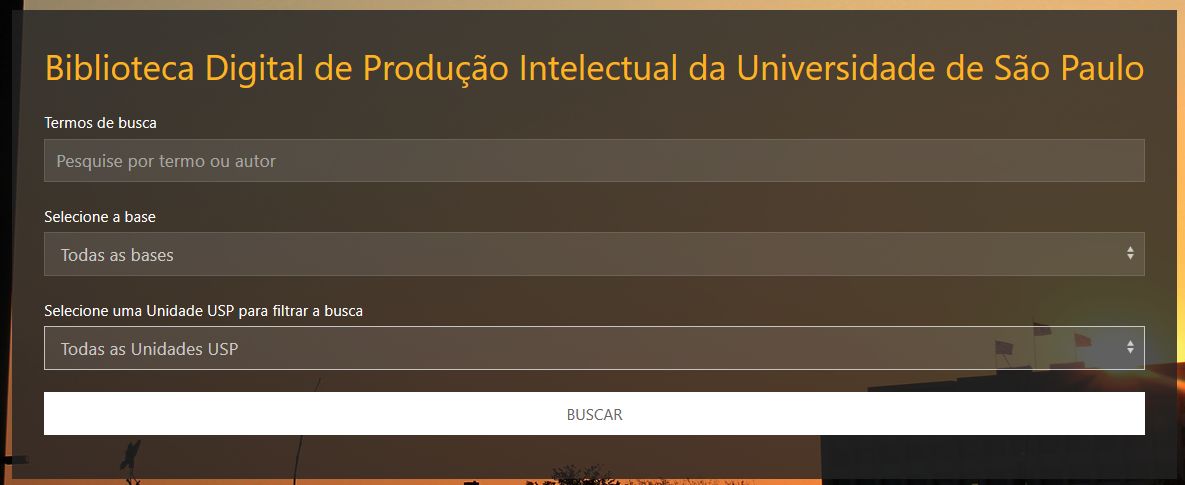 Biblioteca Digital de Produção Intelectual da Universidade de São Paulo
Termos de busca
Pesquise por termo ou autor
Selecione a base
Todas as bases
Selecione uma Unidade USP para filtrar a busca
Todas as Unidades USP
BUSCAR